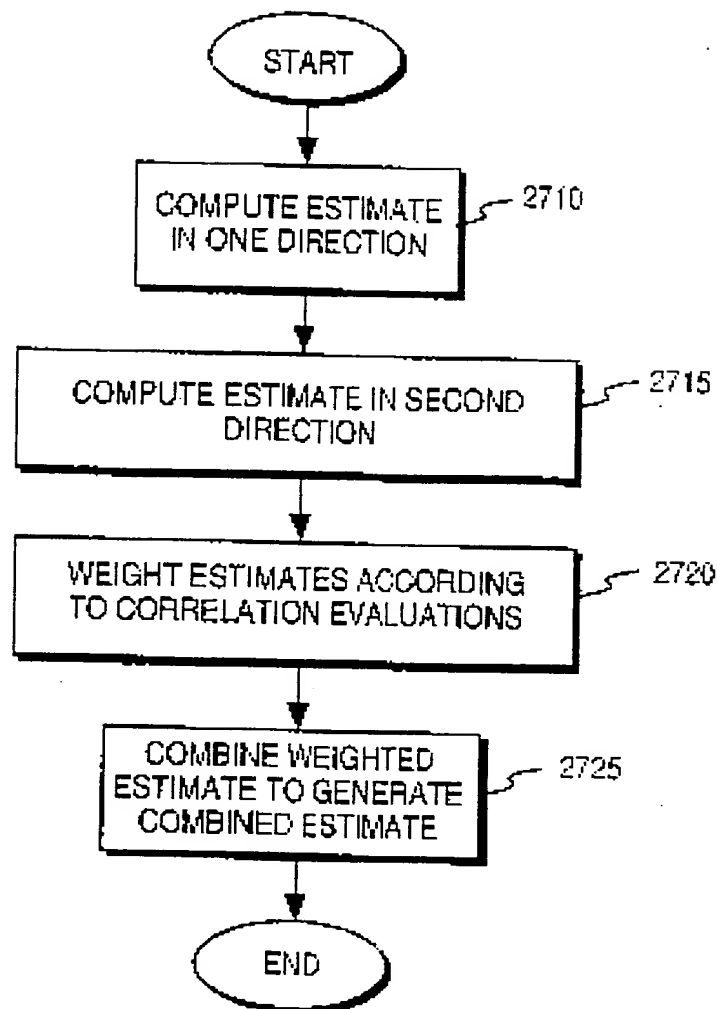 START
COMPUTE ESTIMATE
IN ONE DIRECTION
2710
COMPUTE ESTIMATE IN SECOND
DIRECTION
2715
WEIGHT ESTIMATES ACCORDING
TO CORRELATION EVALUATIONS
2720
COMBINE WEIGHTED
ESTIMATE TO GENERATE
COMBINED ESTIMATE
2725
END